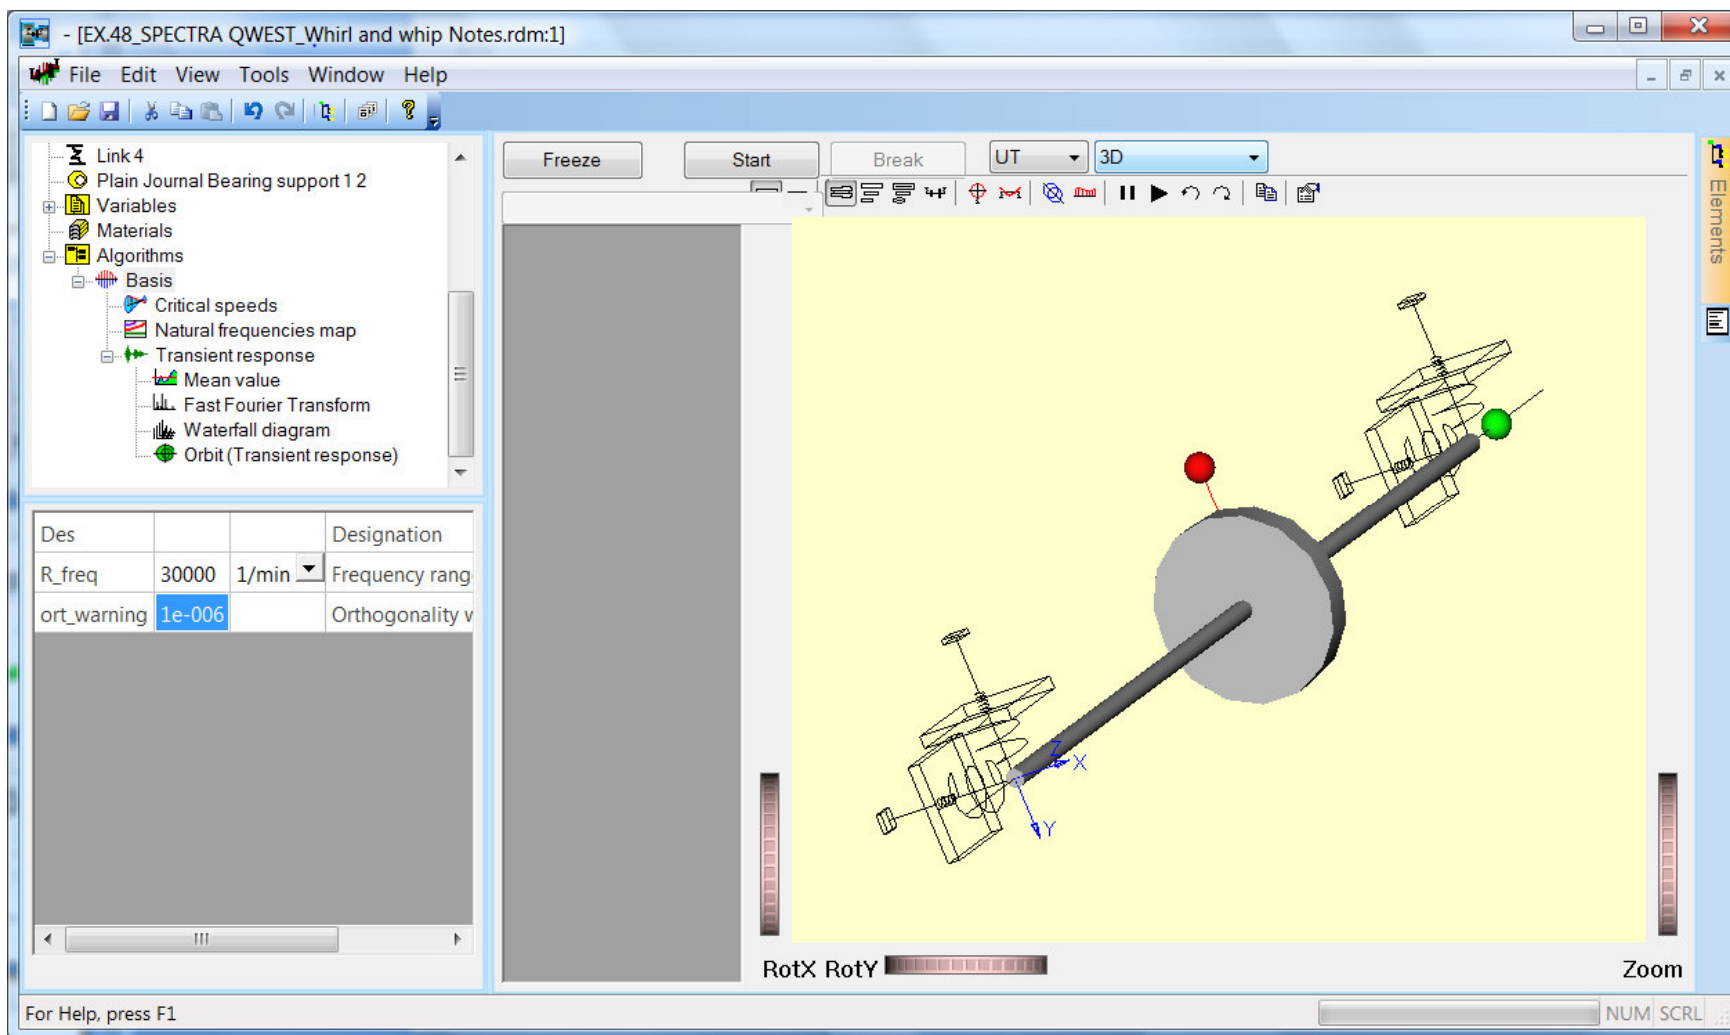 - [EX.48_SPECTRA QWEST_Whirl and whip Notes.rdm:1]
File Edit View Tools Window Help
Link 4
Plain Journal Bearing support 1 2
Variables
Materials
Algorithms
Basis
Critical speeds
Natural frequencies map
Transient response
Mean value
Fast Fourier Transform
Waterfall diagram
Orbit (Transient response)
Des Designation
R_freq 30000 1/min Frequency rang
ort_warning 1e-006 Orthogonality v
Freeze Start Break UT 3D
Z
X
Y
RotX RotY Zoom
Elements
For Help, press F1 NUM SCRL